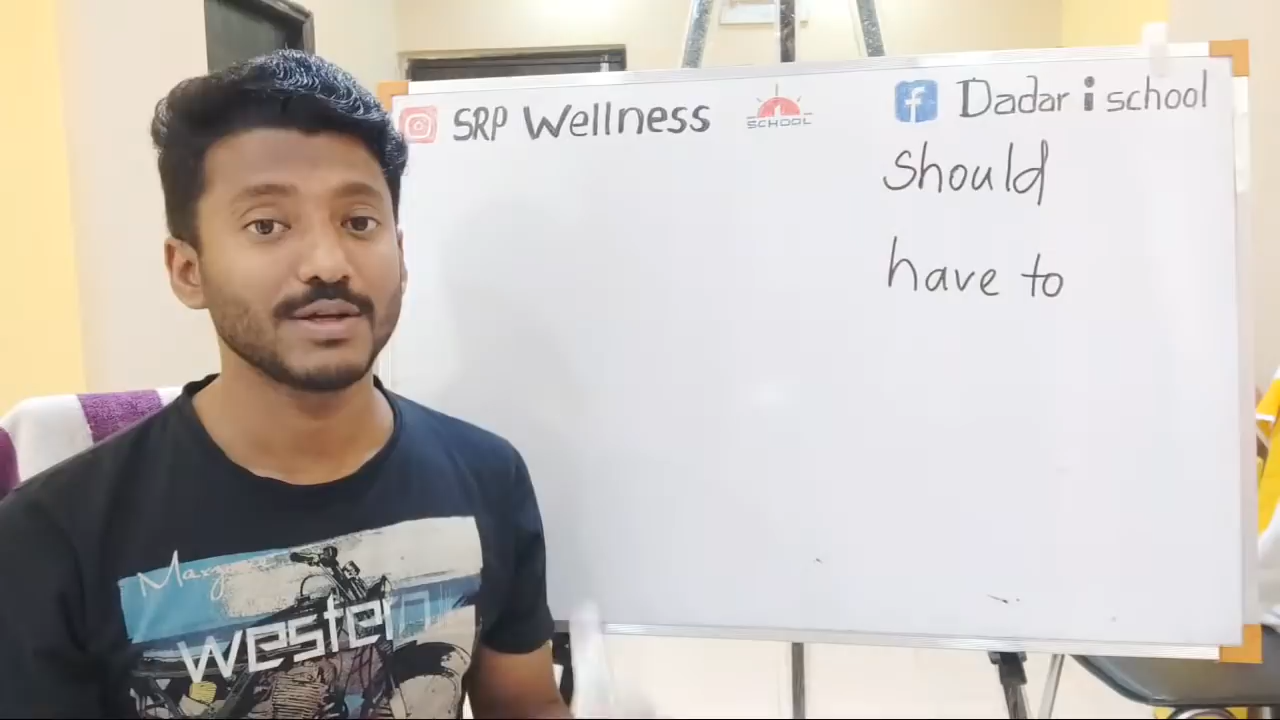 SRP Wellness
SCHOOL
Dadar i school
should
have to
western